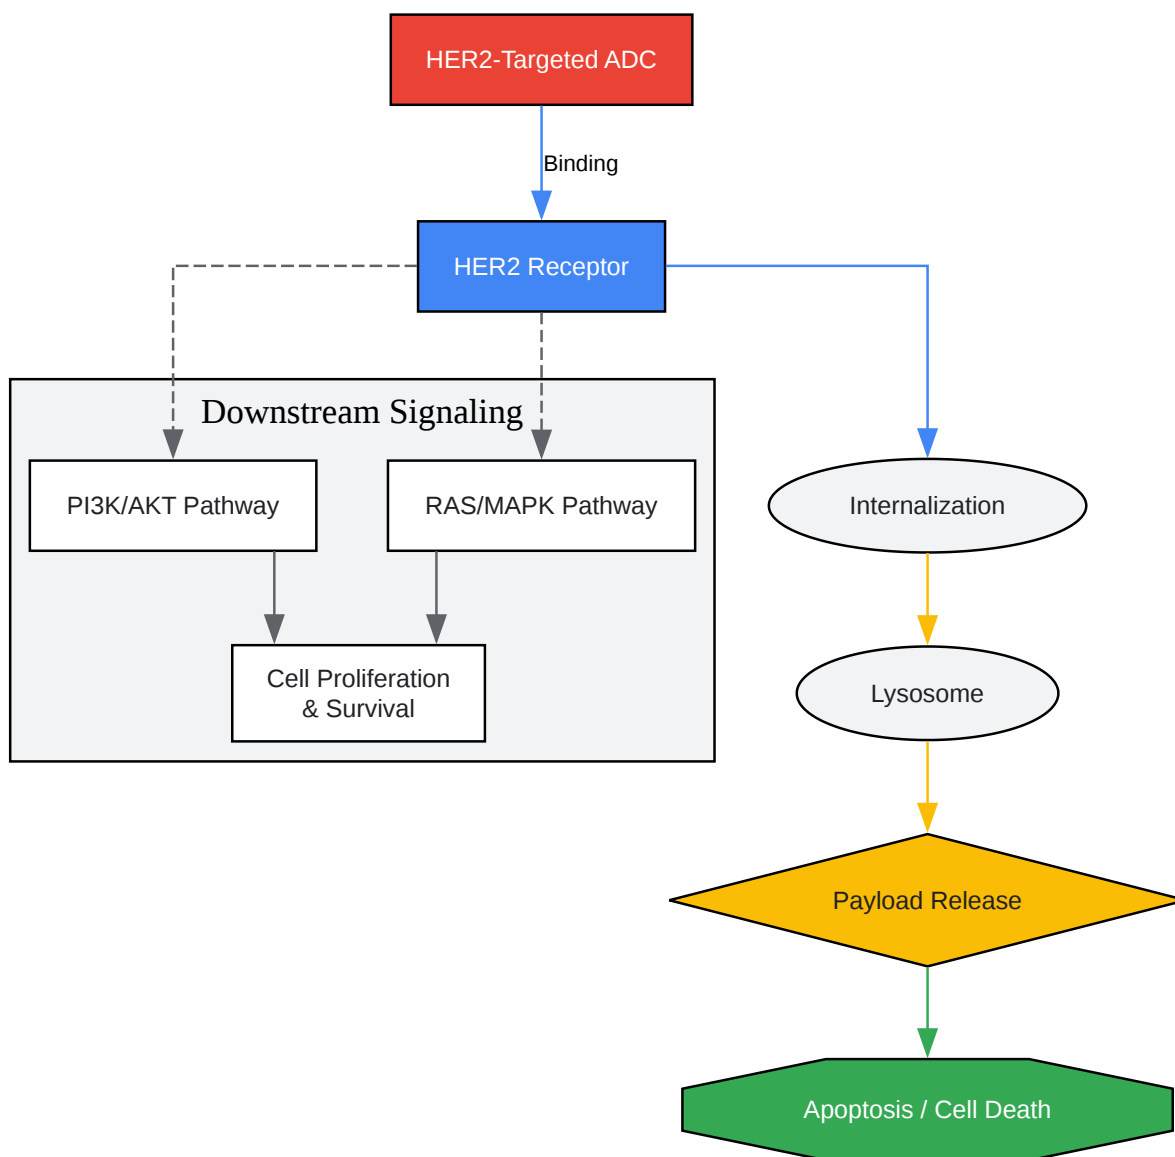 HER2-Targeted ADC
Binding
HER2 Receptor
Downstream Signaling
PI3K/AKT Pathway
RAS/MAPK Pathway
Internalization
Cell Proliferation
& Survival
Lysosome
Payload Release
Apoptosis / Cell Death